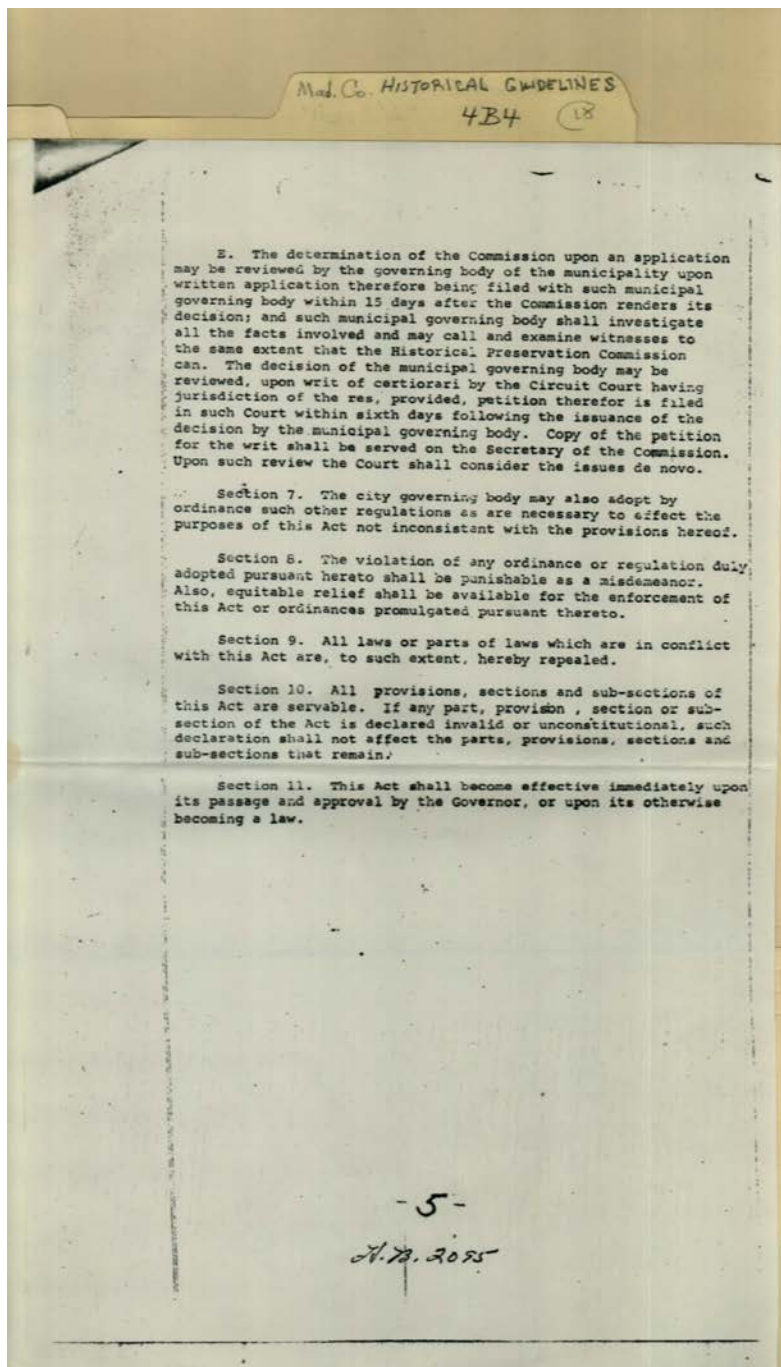 Mad. Co. HISTORICAL GUIDELINES
4B4 18
E. The determination of the Commission upon an application
may be reviewed by the governing body of the municipality upon
written application therefore being filed with such municipal
governing body within 15 days after the Commission renders its
decision; and such municipal governing body shall investigate
all the facts involved and may call and examine witnesses to
the same extent that the Historical Preservation Commission
can. The decision of the municipal governing body may be
reviewed, upon writ of certiorari by the Circuit Court having
jurisdiction of the res, provided, petition therefor is filed
in such Court within sixth days following the issuance of the
decision by the municipal governing body. Copy of the petition
for the writ shall be served on the Secretary of the Commission.
Upon such review the Court shall consider the issues de novo.
Section 7. The city governing body may also adopt by
ordinance such other regulations as are necessary to effect the
purposes of this Act not inconsistant with the provisions hereof.
Section 8. The violation of any ordinance or regulation duly
adopted pursuant hereto shall be punishable as a misdemeanor.
Also, equitable relief shall be available for the enforcement of
this Act or ordinances promulgated pursuant thereto.
Section 9. All laws or parts of laws which are in conflict
with this Act are, to such extent, hereby repealed.
Section 10. All provisions, sections and sub-sections of
this Act are servable. If any part, provisbn , section or sub-
section of the Act is declared invalid or unconstitutional, such
declaration shall not affect the parts, provisions, sections and
sub-sections that remain.
Section 11. This Act shall become effective immediately upon
its passage and approval by the Governor, or upon its otherwise
becoming a law.
- 5 -
H.B. 2095